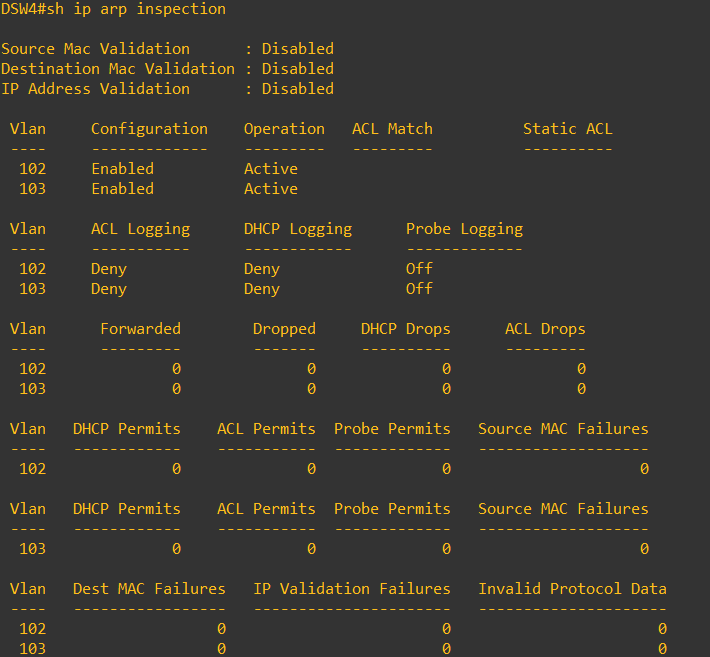 DSW4#sh ip arp inspection
Source Mac Validation      : Disabled
Destination Mac Validation : Disabled
IP Address Validation      : Disabled
 Vlan     Configuration    Operation   ACL Match          Static ACL
 ----     -------------    ---------   ---------          ----------
  102     Enabled          Active
  103     Enabled          Active
 Vlan     ACL Logging      DHCP Logging      Probe Logging
 ----     -----------      ------------      -------------
  102     Deny             Deny              Off
  103     Deny             Deny              Off
 Vlan      Forwarded        Dropped     DHCP Drops      ACL Drops
 ----      ---------        -------     ----------      ---------
  102              0              0              0              0
  103              0              0              0              0
 Vlan   DHCP Permits    ACL Permits  Probe Permits   Source MAC Failures
 ----   ------------    -----------  -------------   -------------------
  102              0              0              0                     0
 Vlan   DHCP Permits    ACL Permits  Probe Permits   Source MAC Failures
 ----   ------------    -----------  -------------   -------------------
  103              0              0              0                     0
 Vlan   Dest MAC Failures   IP Validation Failures   Invalid Protocol Data
 ----   -----------------   ----------------------   ---------------------
  102                   0                        0                       0
  103                   0                        0                       0